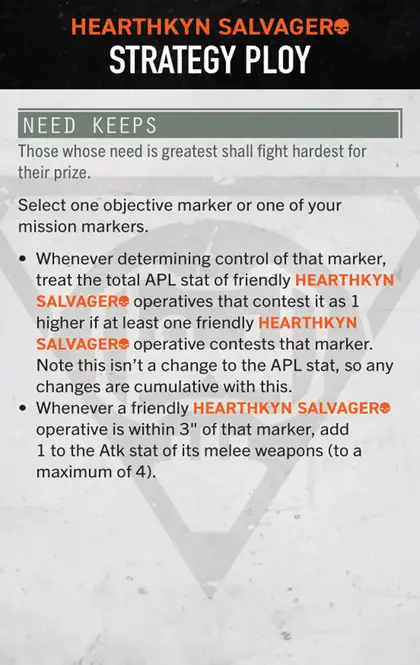 HEARTHKYN SALVAGER
STRATEGY PLOY
NEED KEEPS
Those whose need is greatest shall fight hardest for
their prize.
Select one objective marker or one of your
mission markers.
• Whenever determining control of that marker,
treat the total APL stat of friendly HEARTHKYN
SALVAGER operatives that contest it as 1
higher if at least one friendly HEARTHKYN
SALVAGER operative contests that marker.
Note this isn’t a change to the APL stat, so any
changes are cumulative with this.
• Whenever a friendly HEARTHKYN SALVAGER
operative is within 3" of that marker, add
1 to the Atk stat of its melee weapons (to a
maximum of 4).